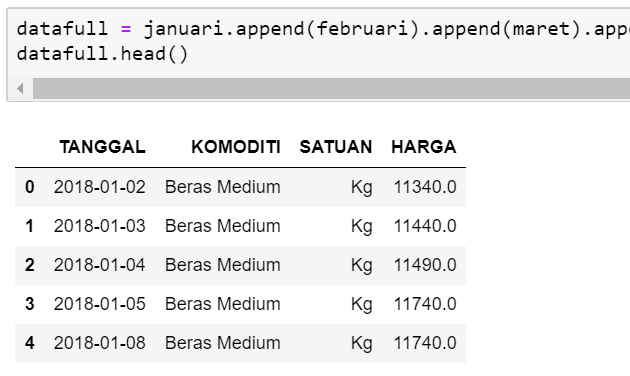 datafull = januari.append(februari).append(maret).app
datafull.head()
TANGGAL KOMODITI SATUAN HARGA
0 2018-01-02 Beras Medium Kg 11340.0
1 2018-01-03 Beras Medium Kg 11440.0
2 2018-01-04 Beras Medium Kg 11490.0
3 2018-01-05 Beras Medium Kg 11740.0
4 2018-01-08 Beras Medium Kg 11740.0